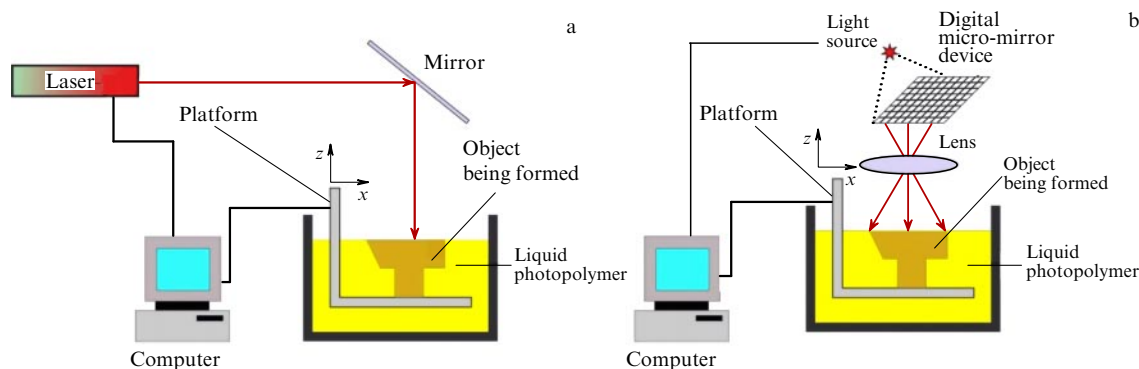 a
Laser
Mirror
Platform
z
x
Object
being formed
Liquid
photopolymer
Computer
b
Light
source
Digital
micro-mirror
device
Platform
Lens
z
x
Object
being formed
Liquid
photopolymer
Computer